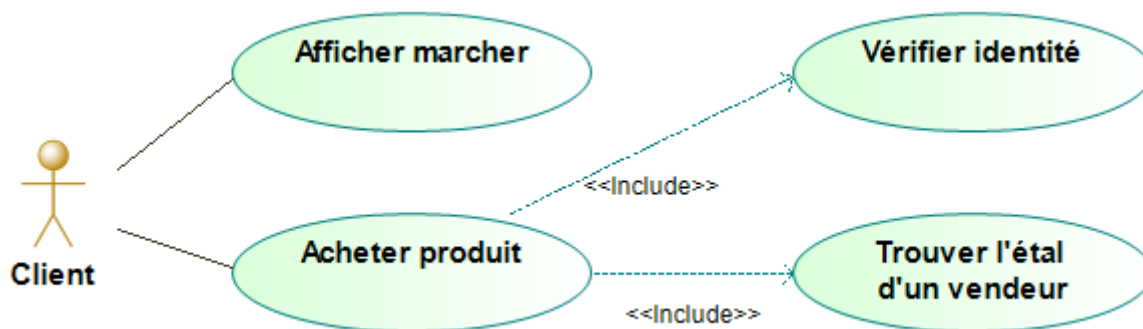 Afficher marcher
Vérifier identité
<<Include>>
Client
Acheter produit
Trouver l'étal
d'un vendeur
<<Include>>